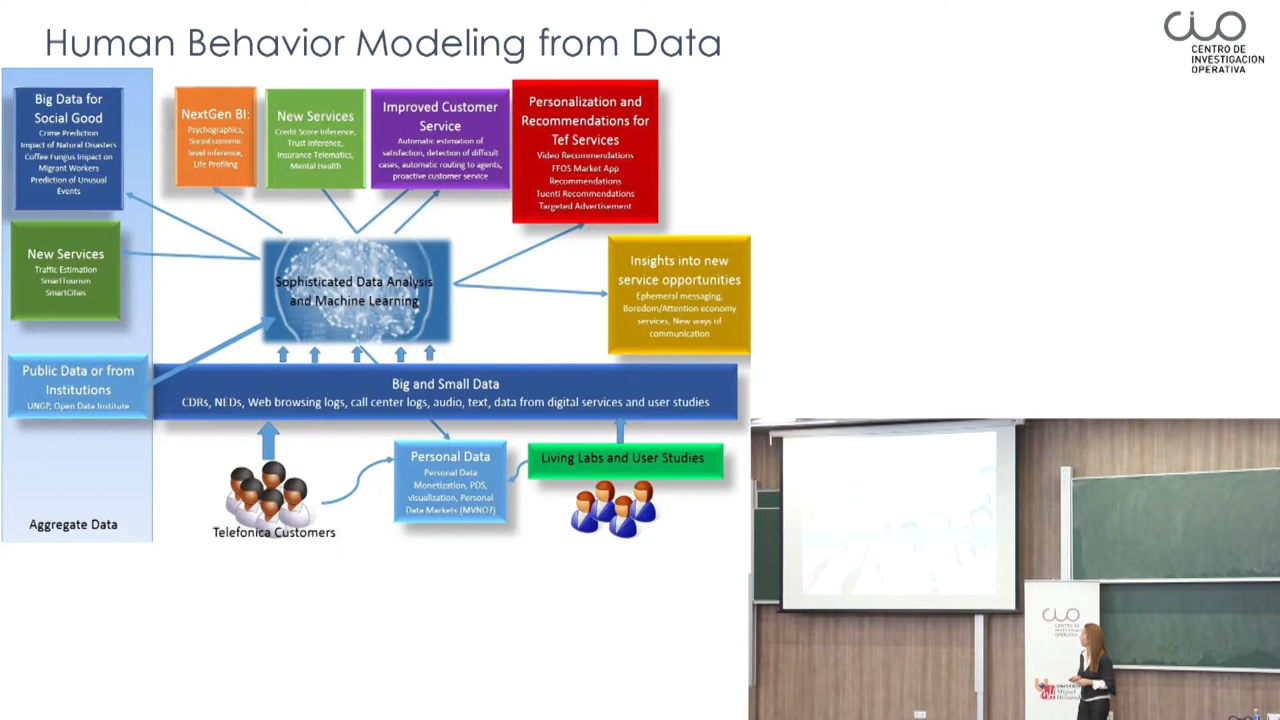 Human Behavior Modeling from Data
CIO
CENTRO DE
INVESTIGACION
OPERATIVA
Big Data for
Social Good
Crime Prediction
Impact of Natural Disasters
Coffee Fungus Impact on
Migrant Workers
Prediction of Unusual
Events
NextGen BI:
Psychographics,
Social Economic
level inference,
Life Profiling
New Services
Credit Score Inference,
Trust Inference,
Insurance Telematics,
Mental Health
Improved Customer
Service
Automatic estimation of
satisfaction, detection of difficult
cases, automatic routing to agents,
proactive customer service
Personalization and
Recommendations for
Tef Services
Video Recommendations
FFOS Market App
Recommendations
Tuenti Recommendations
Targeted Advertisement
New Services
Traffic Estimation
SmartTourism
SmartCities
Sophisticated Data Analysis
and Machine Learning
Insights into new
service opportunities
Ephemeral messaging,
Boredom/Attention economy
services, New ways of
communication
Public Data or from
Institutions
UNGP, Open Data Institute
Big and Small Data
CDRs, NEDs, Web browsing logs, call center logs, audio, text, data from digital services and user studies
Personal Data
Personal Data
Monetization, PDS,
visualization, Personal
Data Markets (MVNO?)
Living Labs and User Studies
Aggregate Data
Telefonica Customers
CIO
CENTRO DE
OPERATIVA
Miguel